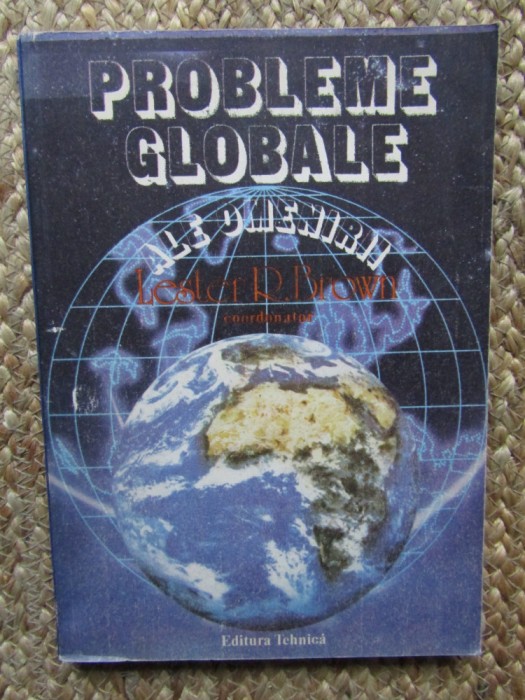 PROBLEME
GLOBALE
ALE OMENIRII
Lester R. Brown
coordonator
Editura Tehnică